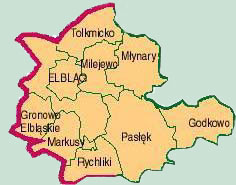 Tolkmicko
Młynary
Milejewo
ELBLĄG
Gronowo
Elbląskie
Markusy
Pasłęk
Godkowo
Rychliki